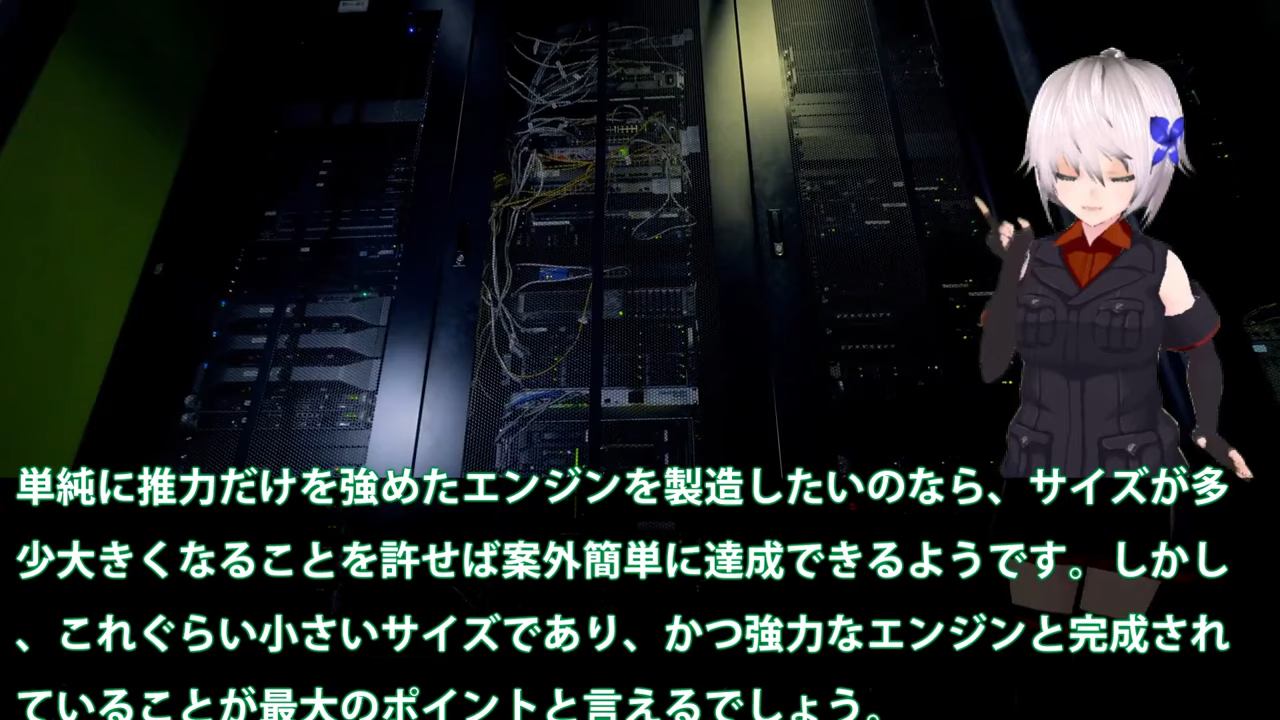 単純に推力だけを強めたエンジンを製造したいのなら、サイズが多
少大きくなることを許せば案外簡単に達成できるようです。しかし
、これぐらい小さいサイズであり、かつ強力なエンジンと完成され
ていることが最大のポイントと言えるでしょう。